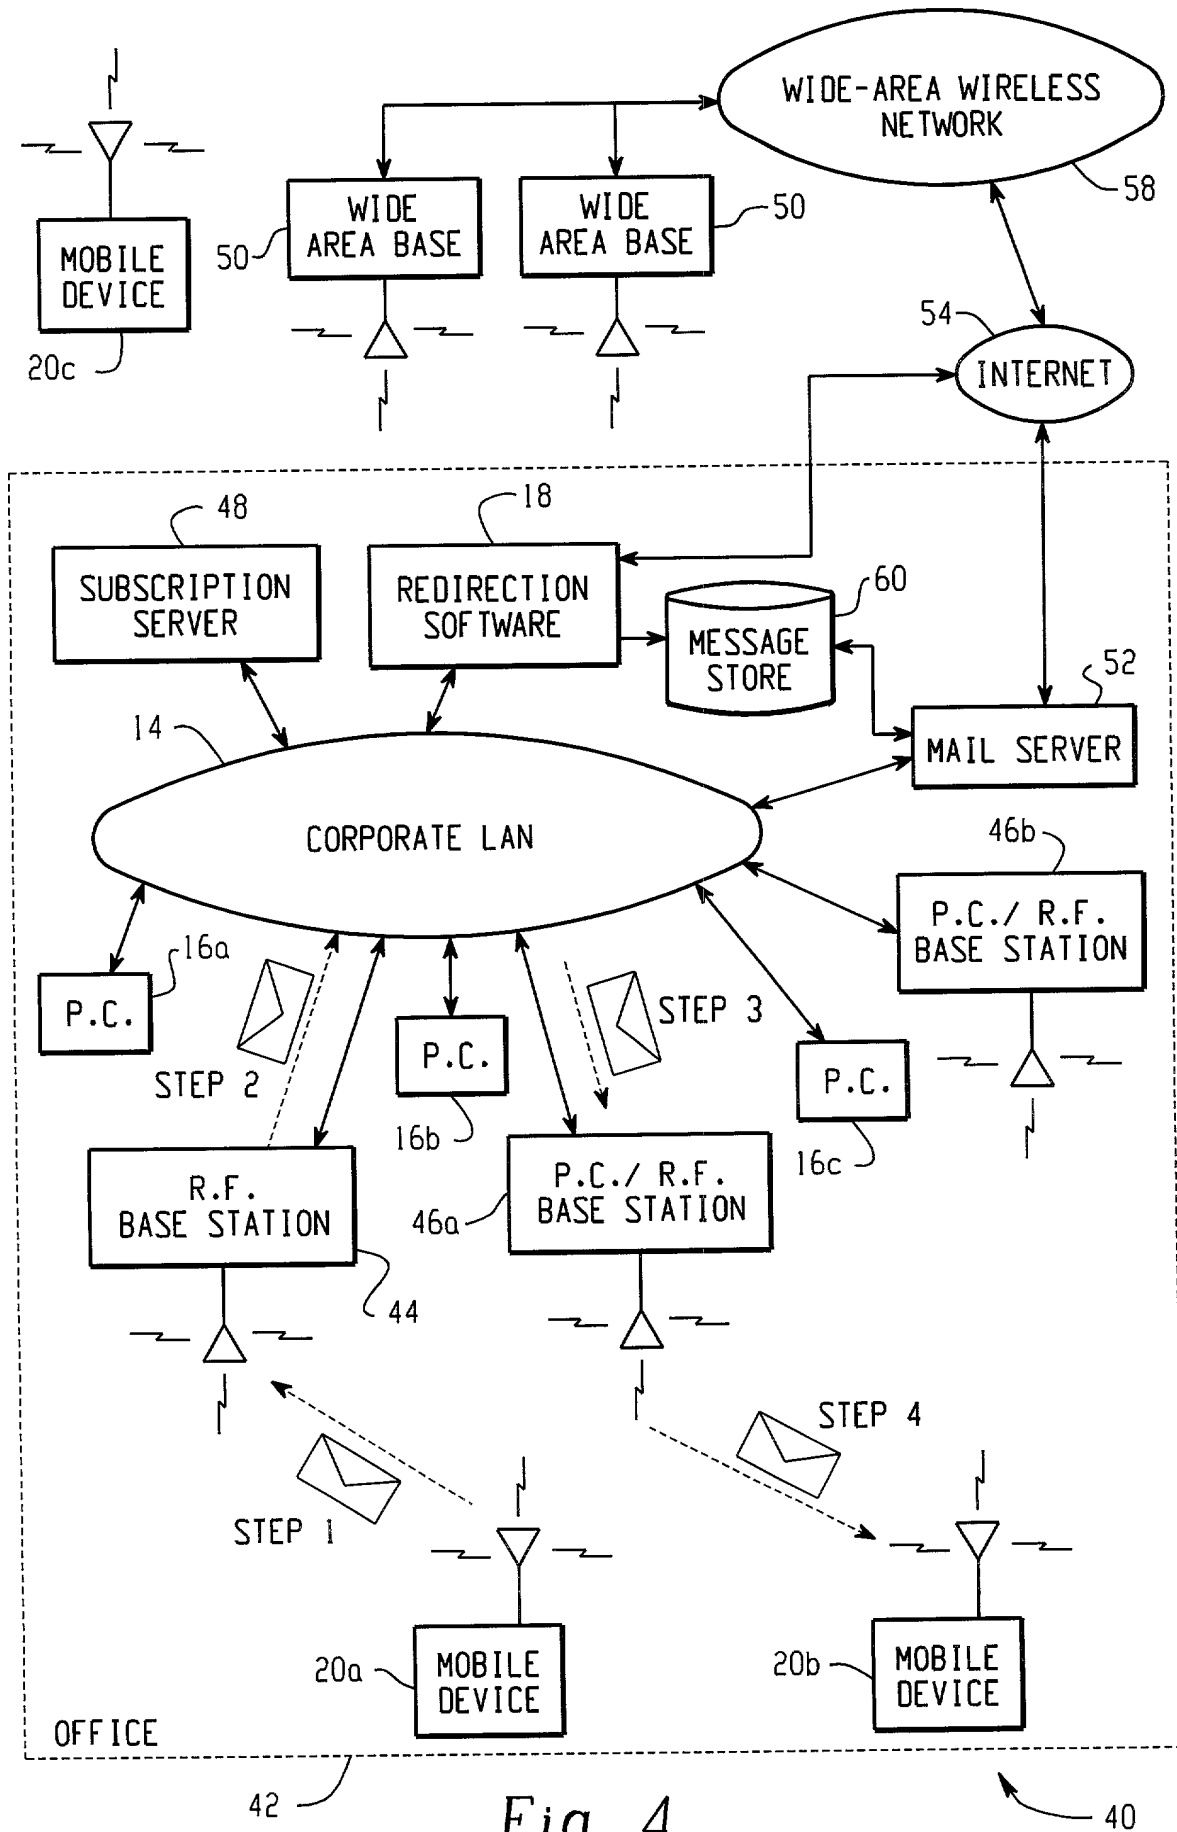 WIDE-AREA WIRELESS
NETWORK
58
WIDE
AREA BASE
50
WIDE
AREA BASE
50
MOBILE
DEVICE
20c
54
INTERNET
48
SUBSCRIPTION
SERVER
18
REDIRECTION
SOFTWARE
60
MESSAGE
STORE
52
MAIL SERVER
14
CORPORATE LAN
46b
P.C./ R.F.
BASE STATION
16a
P.C.
STEP 2
P.C.
16b
STEP 3
P.C.
16c
R.F.
BASE STATION
44
P.C./ R.F.
BASE STATION
46a
STEP 1
STEP 4
20a
MOBILE
DEVICE
20b
MOBILE
DEVICE
OFFICE
42
Fig. 4
40